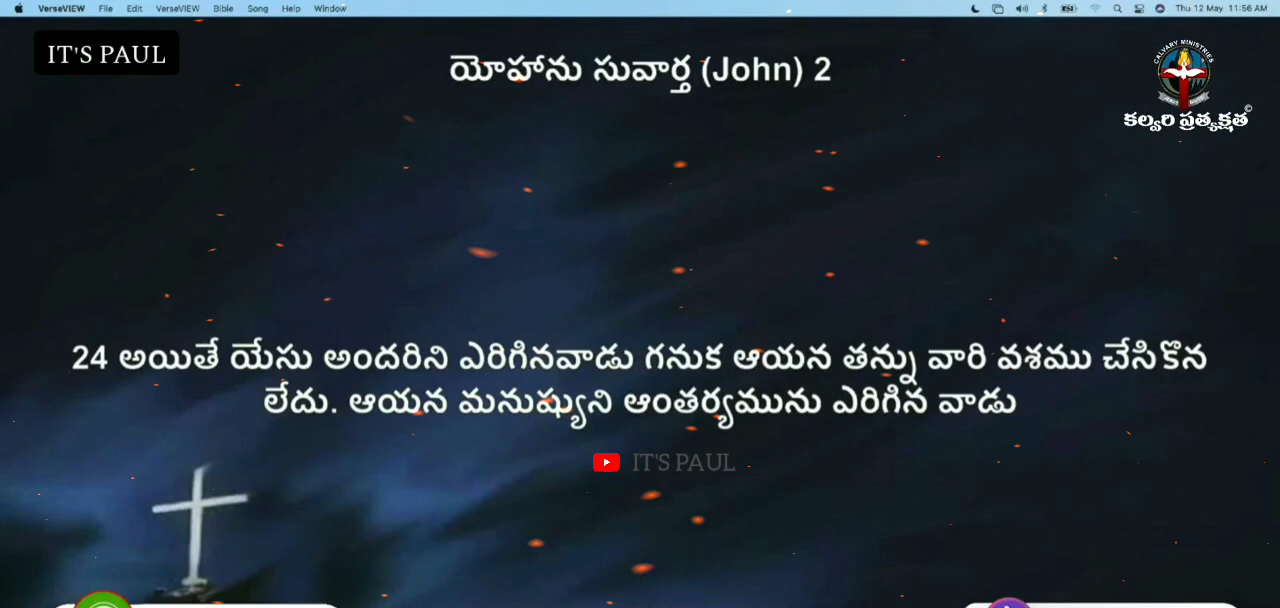 VerseVIEW File Edit VerseVIEW Bible Song Help Window Thu 12 May 11:56 AM
IT'S PAUL
యోహాను సువార్త (John) 2
CALVARY MINISTRIES
కల్వరి ప్రత్యక్షత ©
24 అయితే యేసు అందరిని ఎరిగినవాడు గనుక ఆయన తన్ను వారి వశము చేసికొన
లేదు. ఆయన మనుష్యుని ఆంతర్యమును ఎరిగిన వాడు
IT'S PAUL